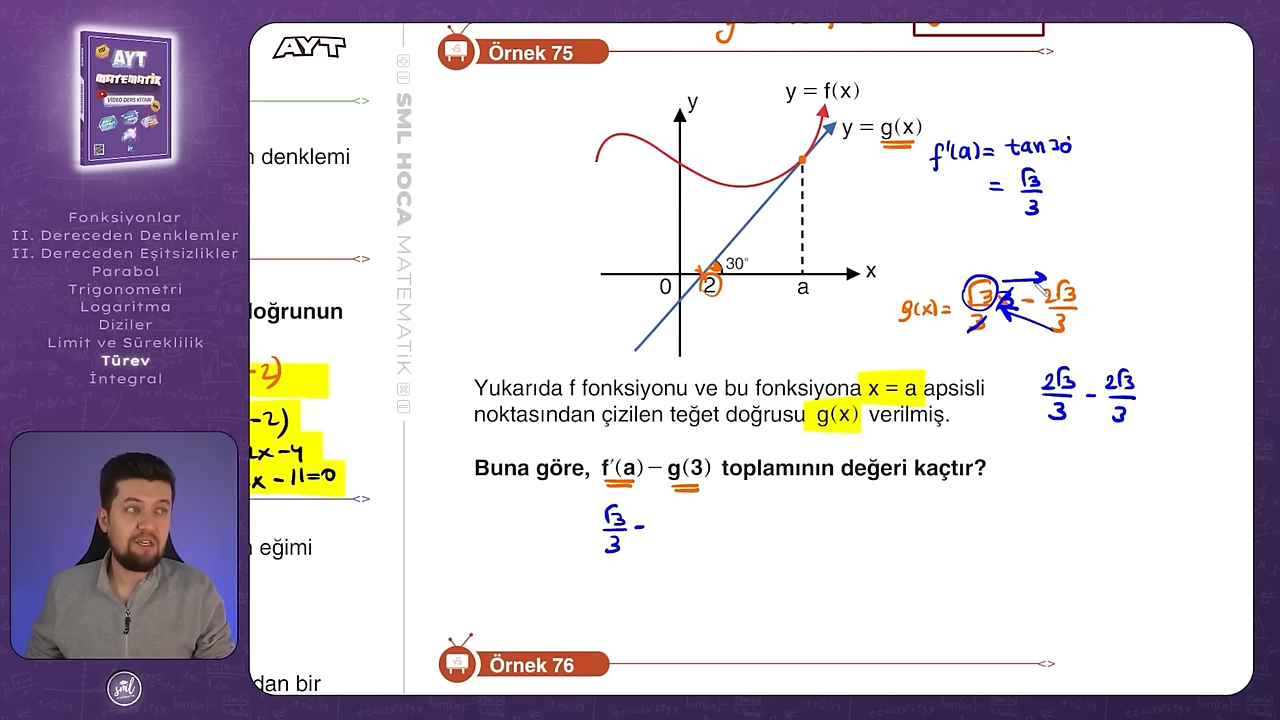 AYT
MATEMATİK
VİDEO DERS KİTABI
Fonksiyonlar
II. Dereceden Denklemler
II. Dereceden Eşitsizlikler
Parabol
Trigonometri
Logaritma
Diziler
Limit ve Süreklilik
Türev
İntegral
sml
AYT
n denklemi
doğrunun
-2)
-2)
2x-4
x-11=0
eğimi
dan bir
SML HOCA MATEMATİK
Örnek 75
y
y = f(x)
y = g(x)
30°
0
2
a
x
f'(a)= tan30
= √3/3
g(x)= √3/3 3 - 2√3/3
2√3/3 - 2√3/3
Yukarıda f fonksiyonu ve bu fonksiyona x = a apsisli
noktasından çizilen teğet doğrusu g(x) verilmiş.
Buna göre, f'(a) − g(3) toplamının değeri kaçtır?
√3/3 -
Örnek 76